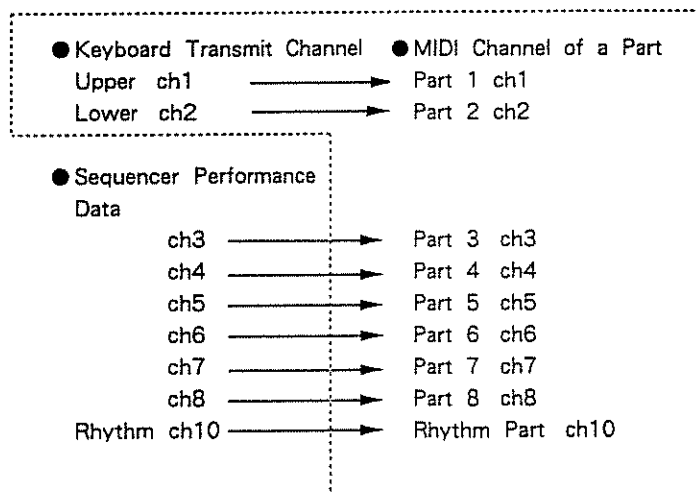 ● Keyboard Transmit Channel ● MIDI Channel of a Part
Upper ch1 Part 1 ch1
Lower ch2 Part 2 ch2
● Sequencer Performance
Data
ch3 Part 3 ch3
ch4 Part 4 ch4
ch5 Part 5 ch5
ch6 Part 6 ch6
ch7 Part 7 ch7
ch8 Part 8 ch8
Rhythm ch10 Rhythm Part ch10